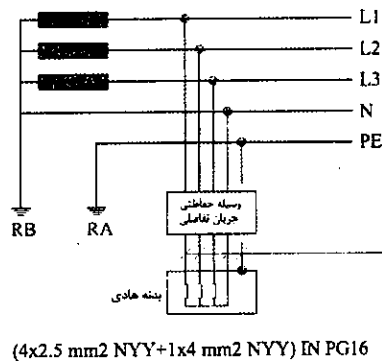 L1
L2
L3
N
PE
RB
RA
وسیله حفاظتی
جریان تفاضلی
بدنه هادی
(4x2.5 mm2 NYY+1x4 mm2 NYY) IN PG16